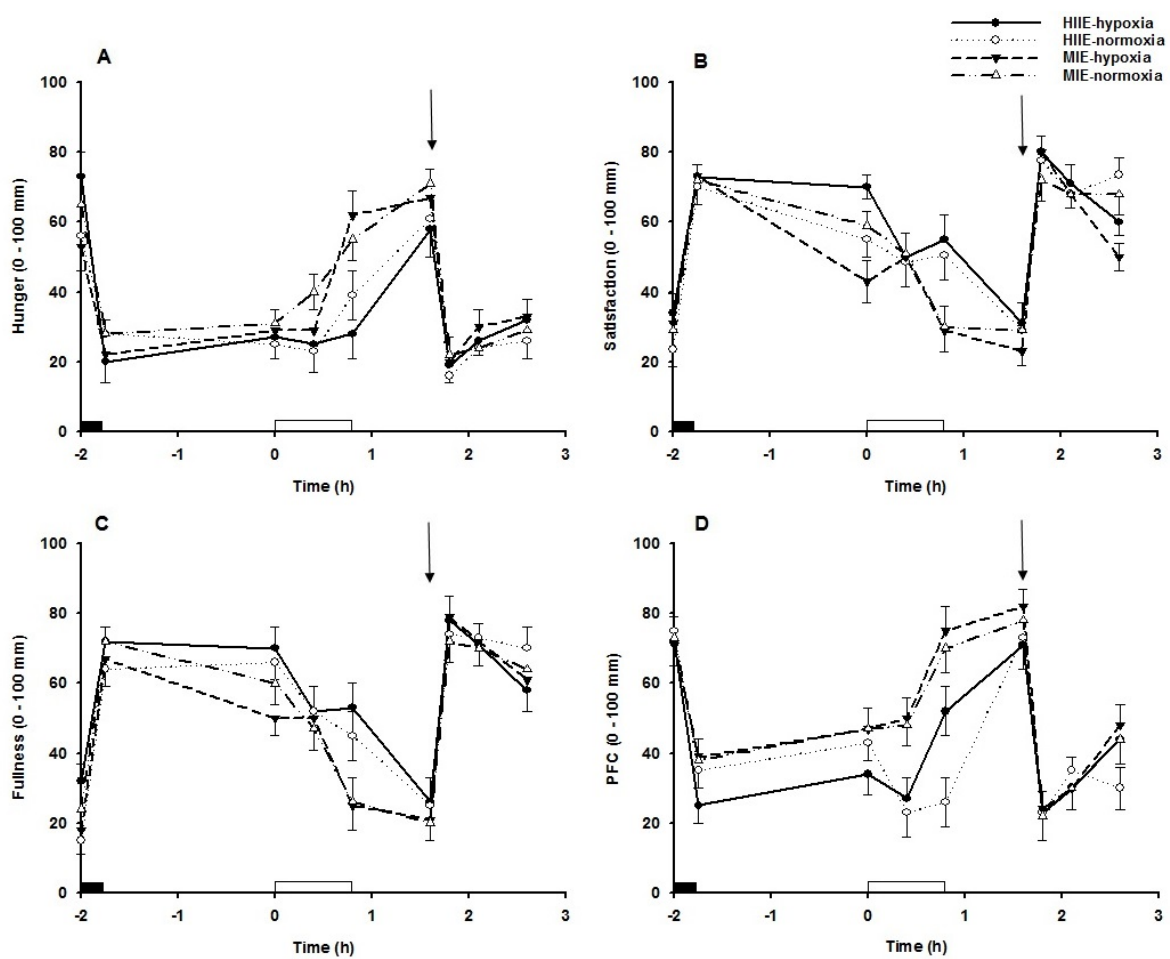 HIIE-hypoxia
HIIE-normoxia
MIE-hypoxia
MIE-normoxia
A
100
80
60
40
20
0
Hunger (0 - 100 mm)
-2 -1 0 1 2 3
Time (h)
B
100
80
60
40
20
0
Satisfaction (0 - 100 mm)
-2 -1 0 1 2 3
Time (h)
C
100
80
60
40
20
0
Fullness (0 - 100 mm)
-2 -1 0 1 2 3
Time (h)
D
100
80
60
40
20
0
PFC (0 - 100 mm)
-2 -1 0 1 2 3
Time (h)